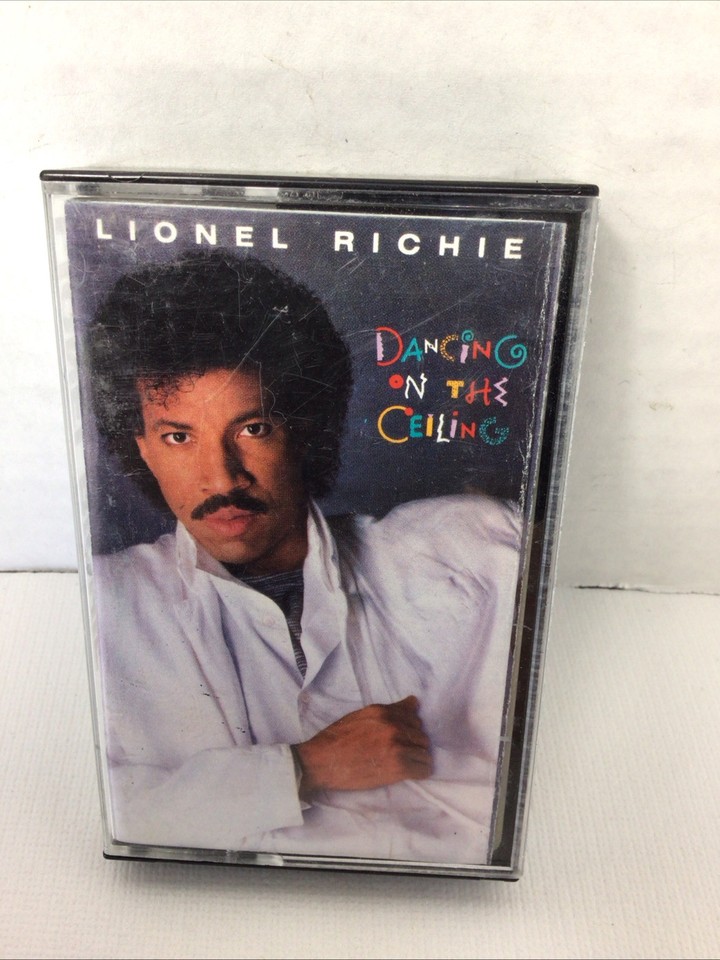 LIONEL RICHIE
DANCING
ON THE
CEILING